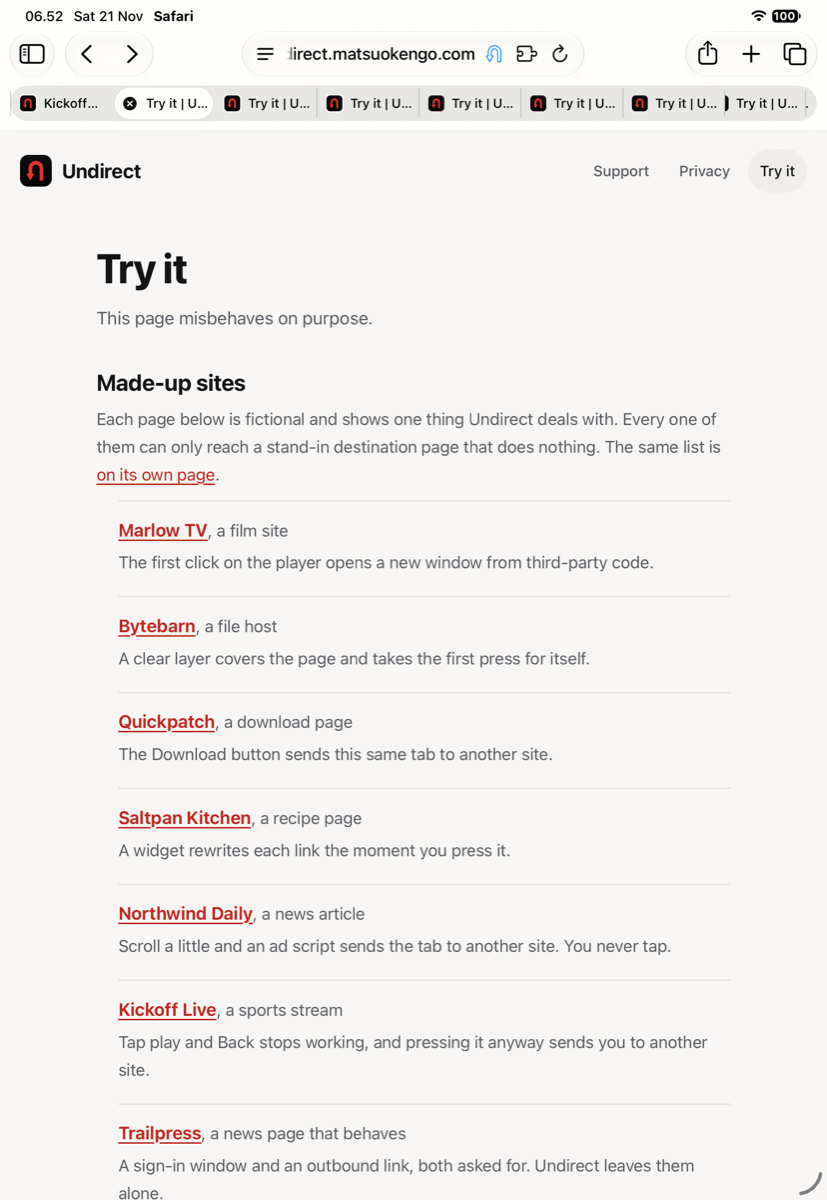 06.52 Sat 21 Nov Safari
100
direct.matsuokengo.com
Kickoff... Try it | U... Try it | U... Try it | U... Try it | U... Try it | U... Try it | U... Try it | U...
Undirect
Support Privacy Try it
Try it
This page misbehaves on purpose.
Made-up sites
Each page below is fictional and shows one thing Undirect deals with. Every one of
them can only reach a stand-in destination page that does nothing. The same list is
on its own page.
Marlow TV, a film site
The first click on the player opens a new window from third-party code.
Bytebarn, a file host
A clear layer covers the page and takes the first press for itself.
Quickpatch, a download page
The Download button sends this same tab to another site.
Saltpan Kitchen, a recipe page
A widget rewrites each link the moment you press it.
Northwind Daily, a news article
Scroll a little and an ad script sends the tab to another site. You never tap.
Kickoff Live, a sports stream
Tap play and Back stops working, and pressing it anyway sends you to another
site.
Trailpress, a news page that behaves
A sign-in window and an outbound link, both asked for. Undirect leaves them
alone.